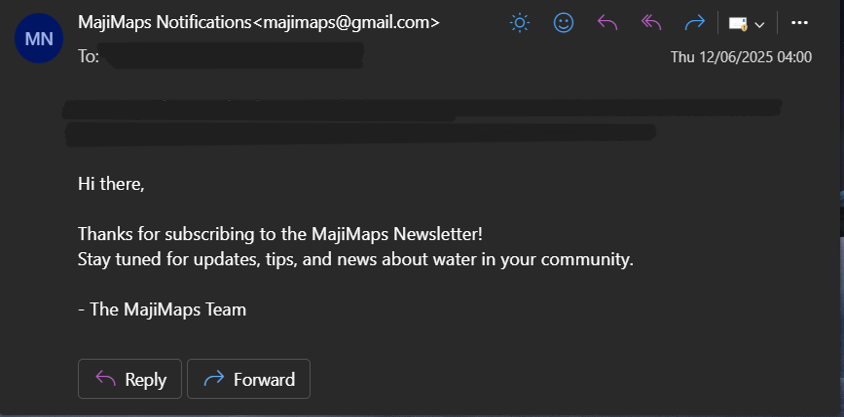 MN
MajiMaps Notifications<majimaps@gmail.com>
To:
Thu 12/06/2025 04:00
Hi there,
Thanks for subscribing to the MajiMaps Newsletter!
Stay tuned for updates, tips, and news about water in your community.
- The MajiMaps Team
Reply
Forward